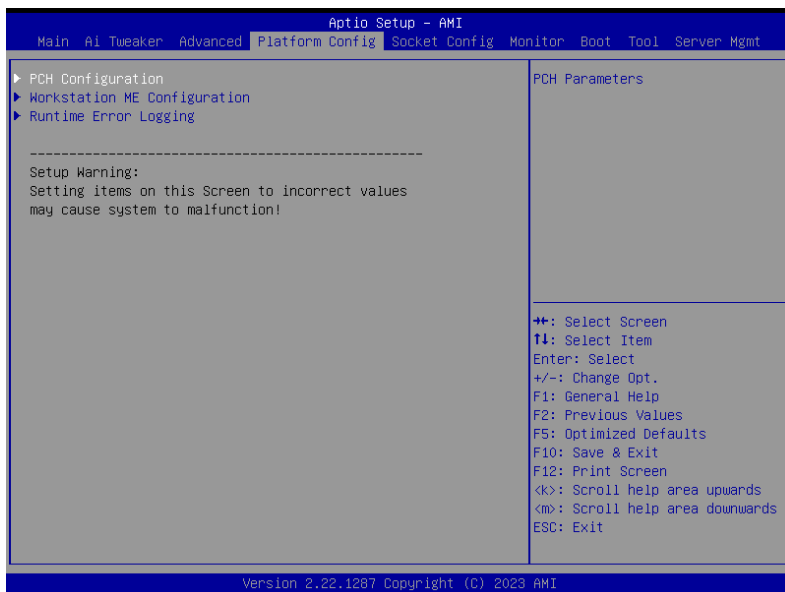 Aptio Setup - AMI
Main Ai Tweaker Advanced Platform Config Socket Config Monitor Boot Tool Server Mgmt
PCH Configuration
Workstation ME Configuration
Runtime Error Logging
--------------------------------------------------
Setup Warning:
Setting items on this Screen to incorrect values
may cause system to malfunction!
PCH Parameters
→←: Select Screen
↑↓: Select Item
Enter: Select
+/-: Change Opt.
F1: General Help
F2: Previous Values
F5: Optimized Defaults
F10: Save & Exit
F12: Print Screen
<k>: Scroll help area upwards
<m>: Scroll help area downwards
ESC: Exit
Version 2.22.1287 Copyright (C) 2023 AMI